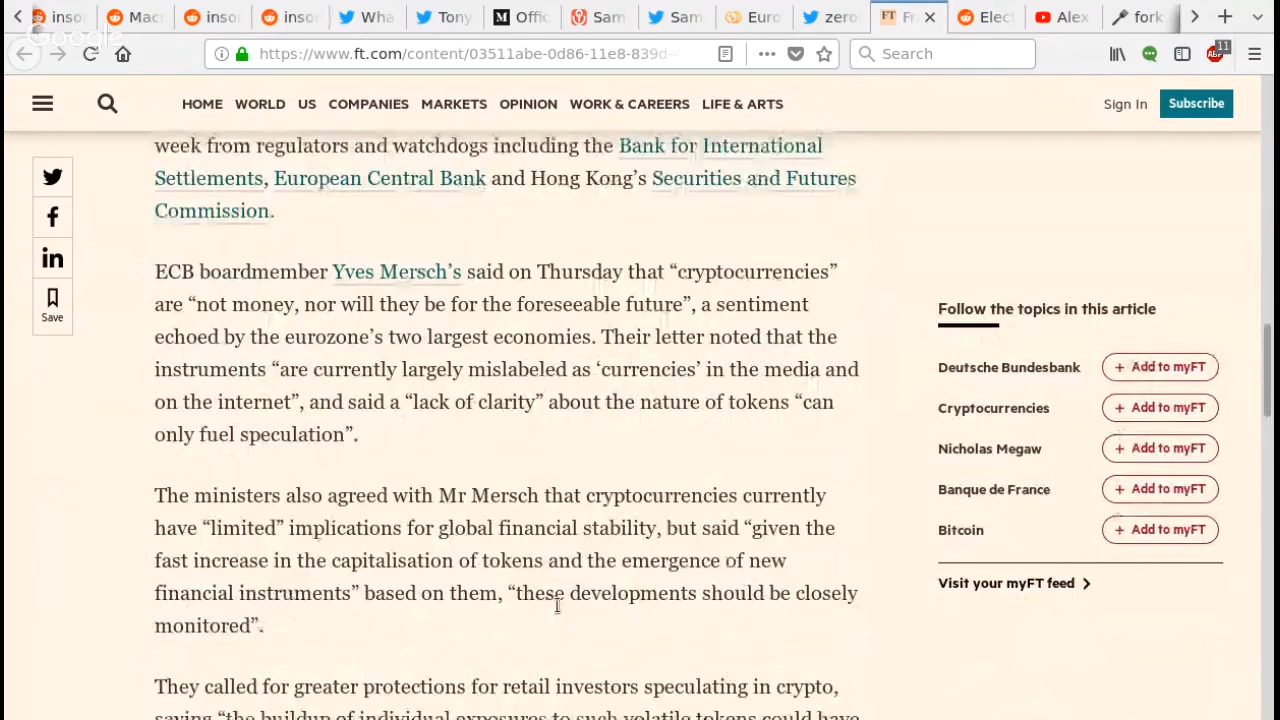 inso
Mac
inso
inso
Wha
Tony
Offic
Sam
Sam
Euro
zero
FT Fr
Elec
Alex
fork
Google
https://www.ft.com/content/03511abe-0d86-11e8-839d-
Search
11
ABP
HOME WORLD US COMPANIES MARKETS OPINION WORK & CAREERS LIFE & ARTS
Sign In
Subscribe
week from regulators and watchdogs including the Bank for International
Settlements, European Central Bank and Hong Kong’s Securities and Futures
Commission.
Save
ECB boardmember Yves Mersch’s said on Thursday that “cryptocurrencies”
are “not money, nor will they be for the foreseeable future”, a sentiment
echoed by the eurozone’s two largest economies. Their letter noted that the
instruments “are currently largely mislabeled as ‘currencies’ in the media and
on the internet”, and said a “lack of clarity” about the nature of tokens “can
only fuel speculation”.
The ministers also agreed with Mr Mersch that cryptocurrencies currently
have “limited” implications for global financial stability, but said “given the
fast increase in the capitalisation of tokens and the emergence of new
financial instruments” based on them, “these developments should be closely
monitored”.
They called for greater protections for retail investors speculating in crypto,
saying “the buildup of individual exposures to such volatile tokens could have
Follow the topics in this article
Deutsche Bundesbank + Add to myFT
Cryptocurrencies + Add to myFT
Nicholas Megaw + Add to myFT
Banque de France + Add to myFT
Bitcoin + Add to myFT
Visit your myFT feed